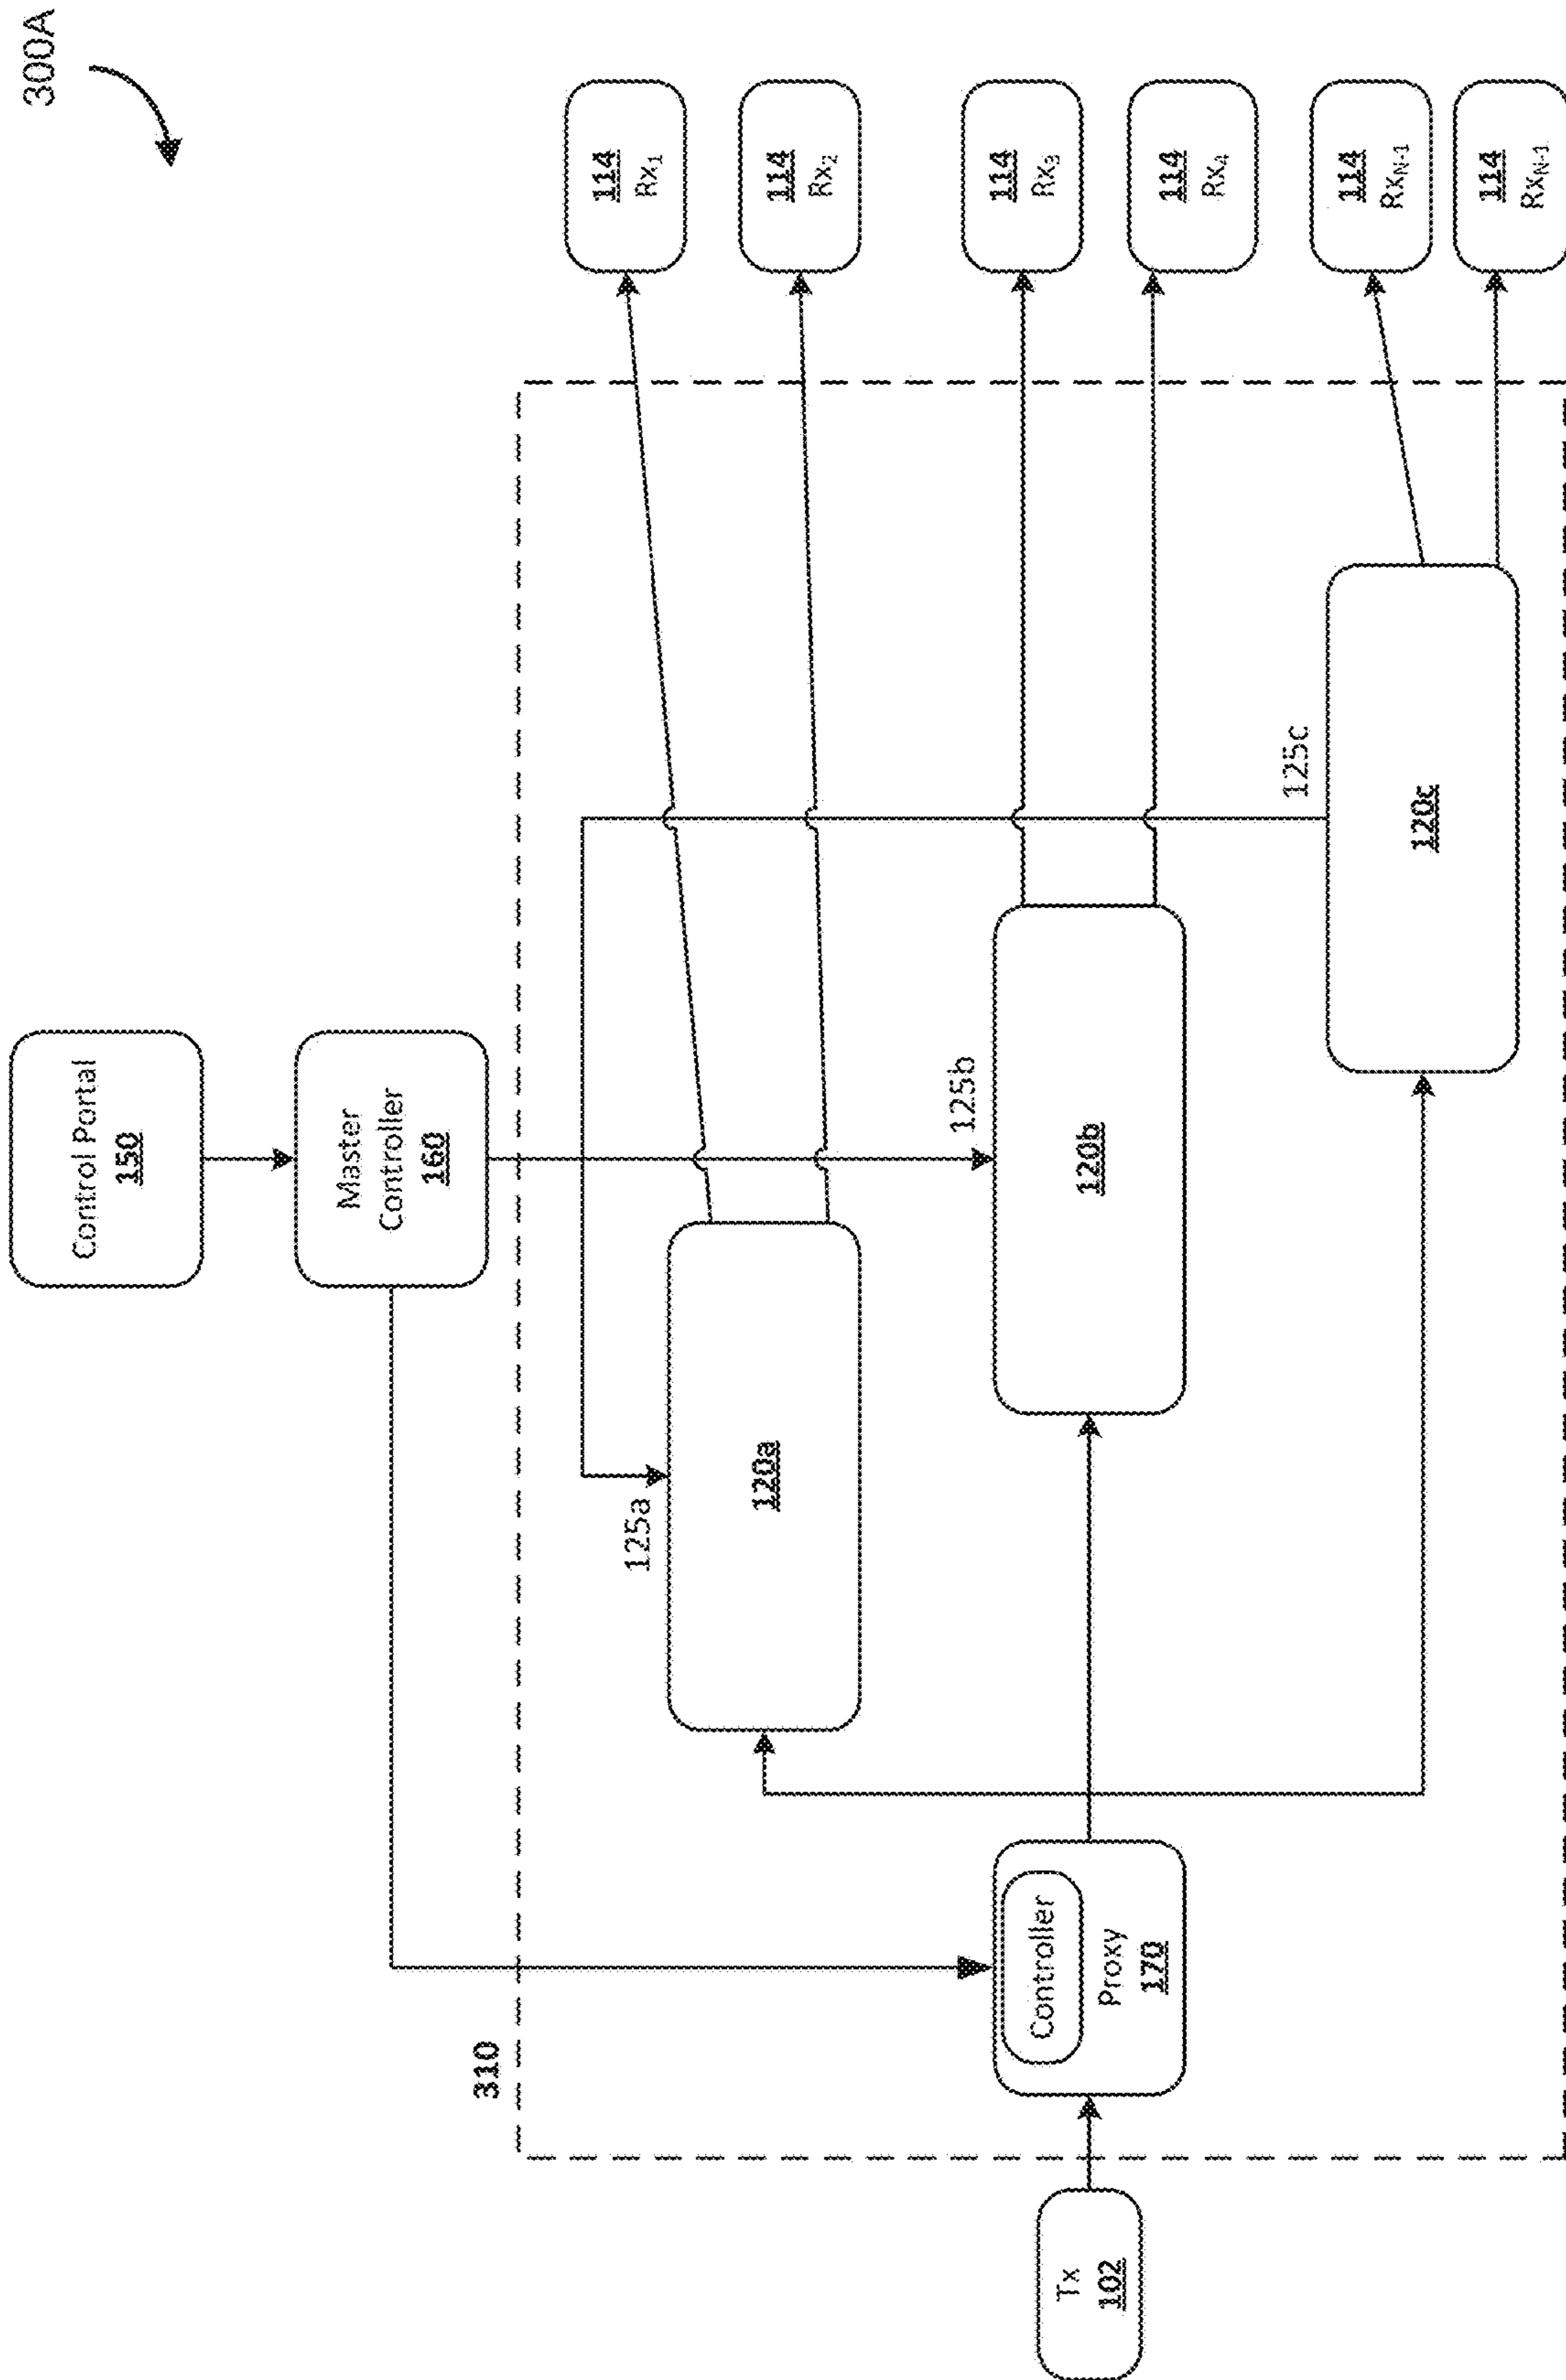 300A
Control Portal
150
Master
Controller
160
310
125a
120a
125b
120b
125c
120c
Tx
102
Controller
Proxy
170
114
Rx1
114
Rx2
114
Rx3
114
Rx4
114
RxN-1
114
RxN-1